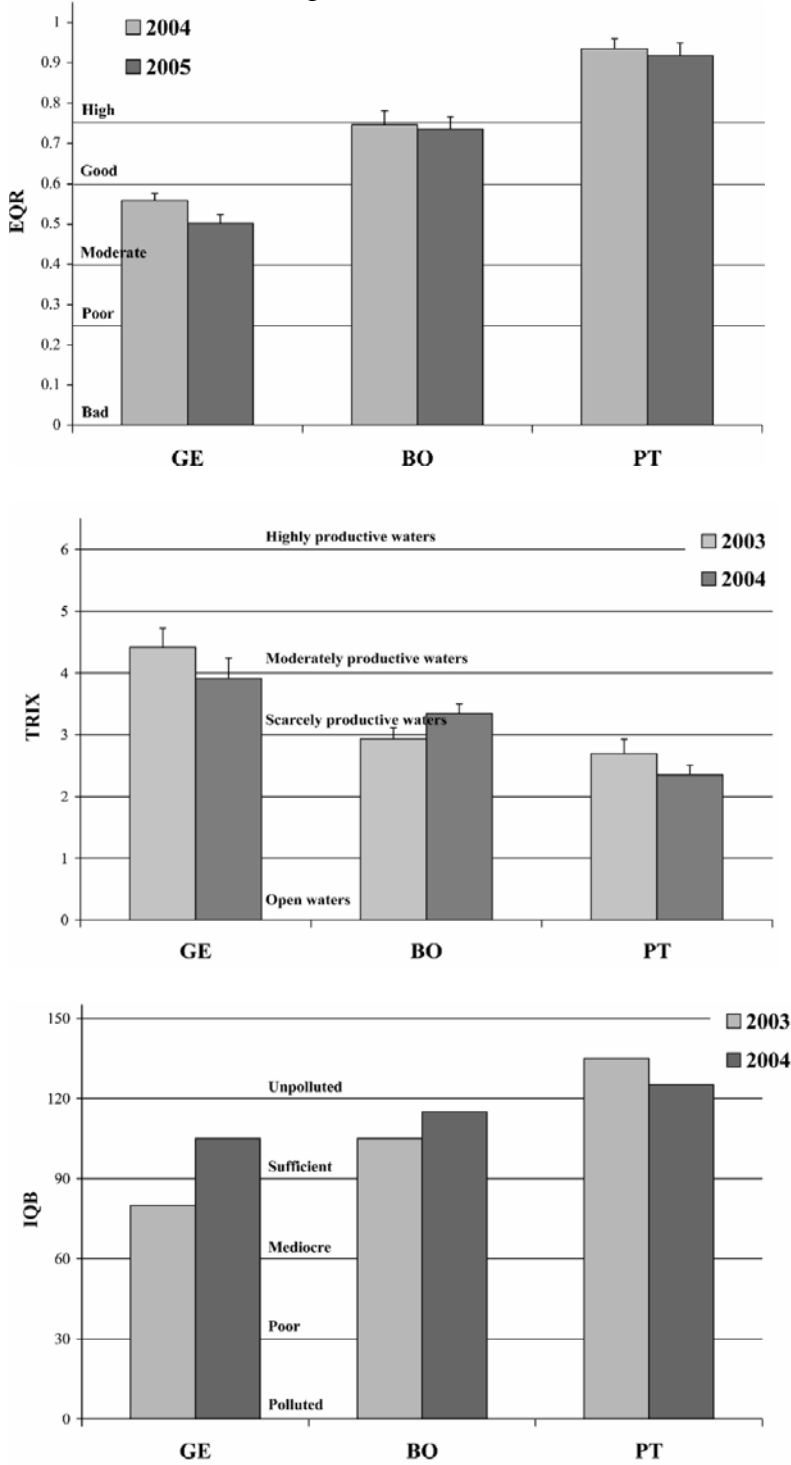 1
2004
0.9
2005
0.8
High
0.7
Good
0.6
EQR
0.5
Moderate
0.4
0.3
Poor
0.2
0.1
Bad
0
GE BO PT
Highly productive waters
2003
6
2004
5
Moderately productive waters
4
Scarcely productive waters
TRIX
3
2
1
Open waters
0
GE BO PT
150
2003
2004
Unpolluted
120
Sufficient
90
IQB
Mediocre
60
Poor
30
Polluted
0
GE BO PT